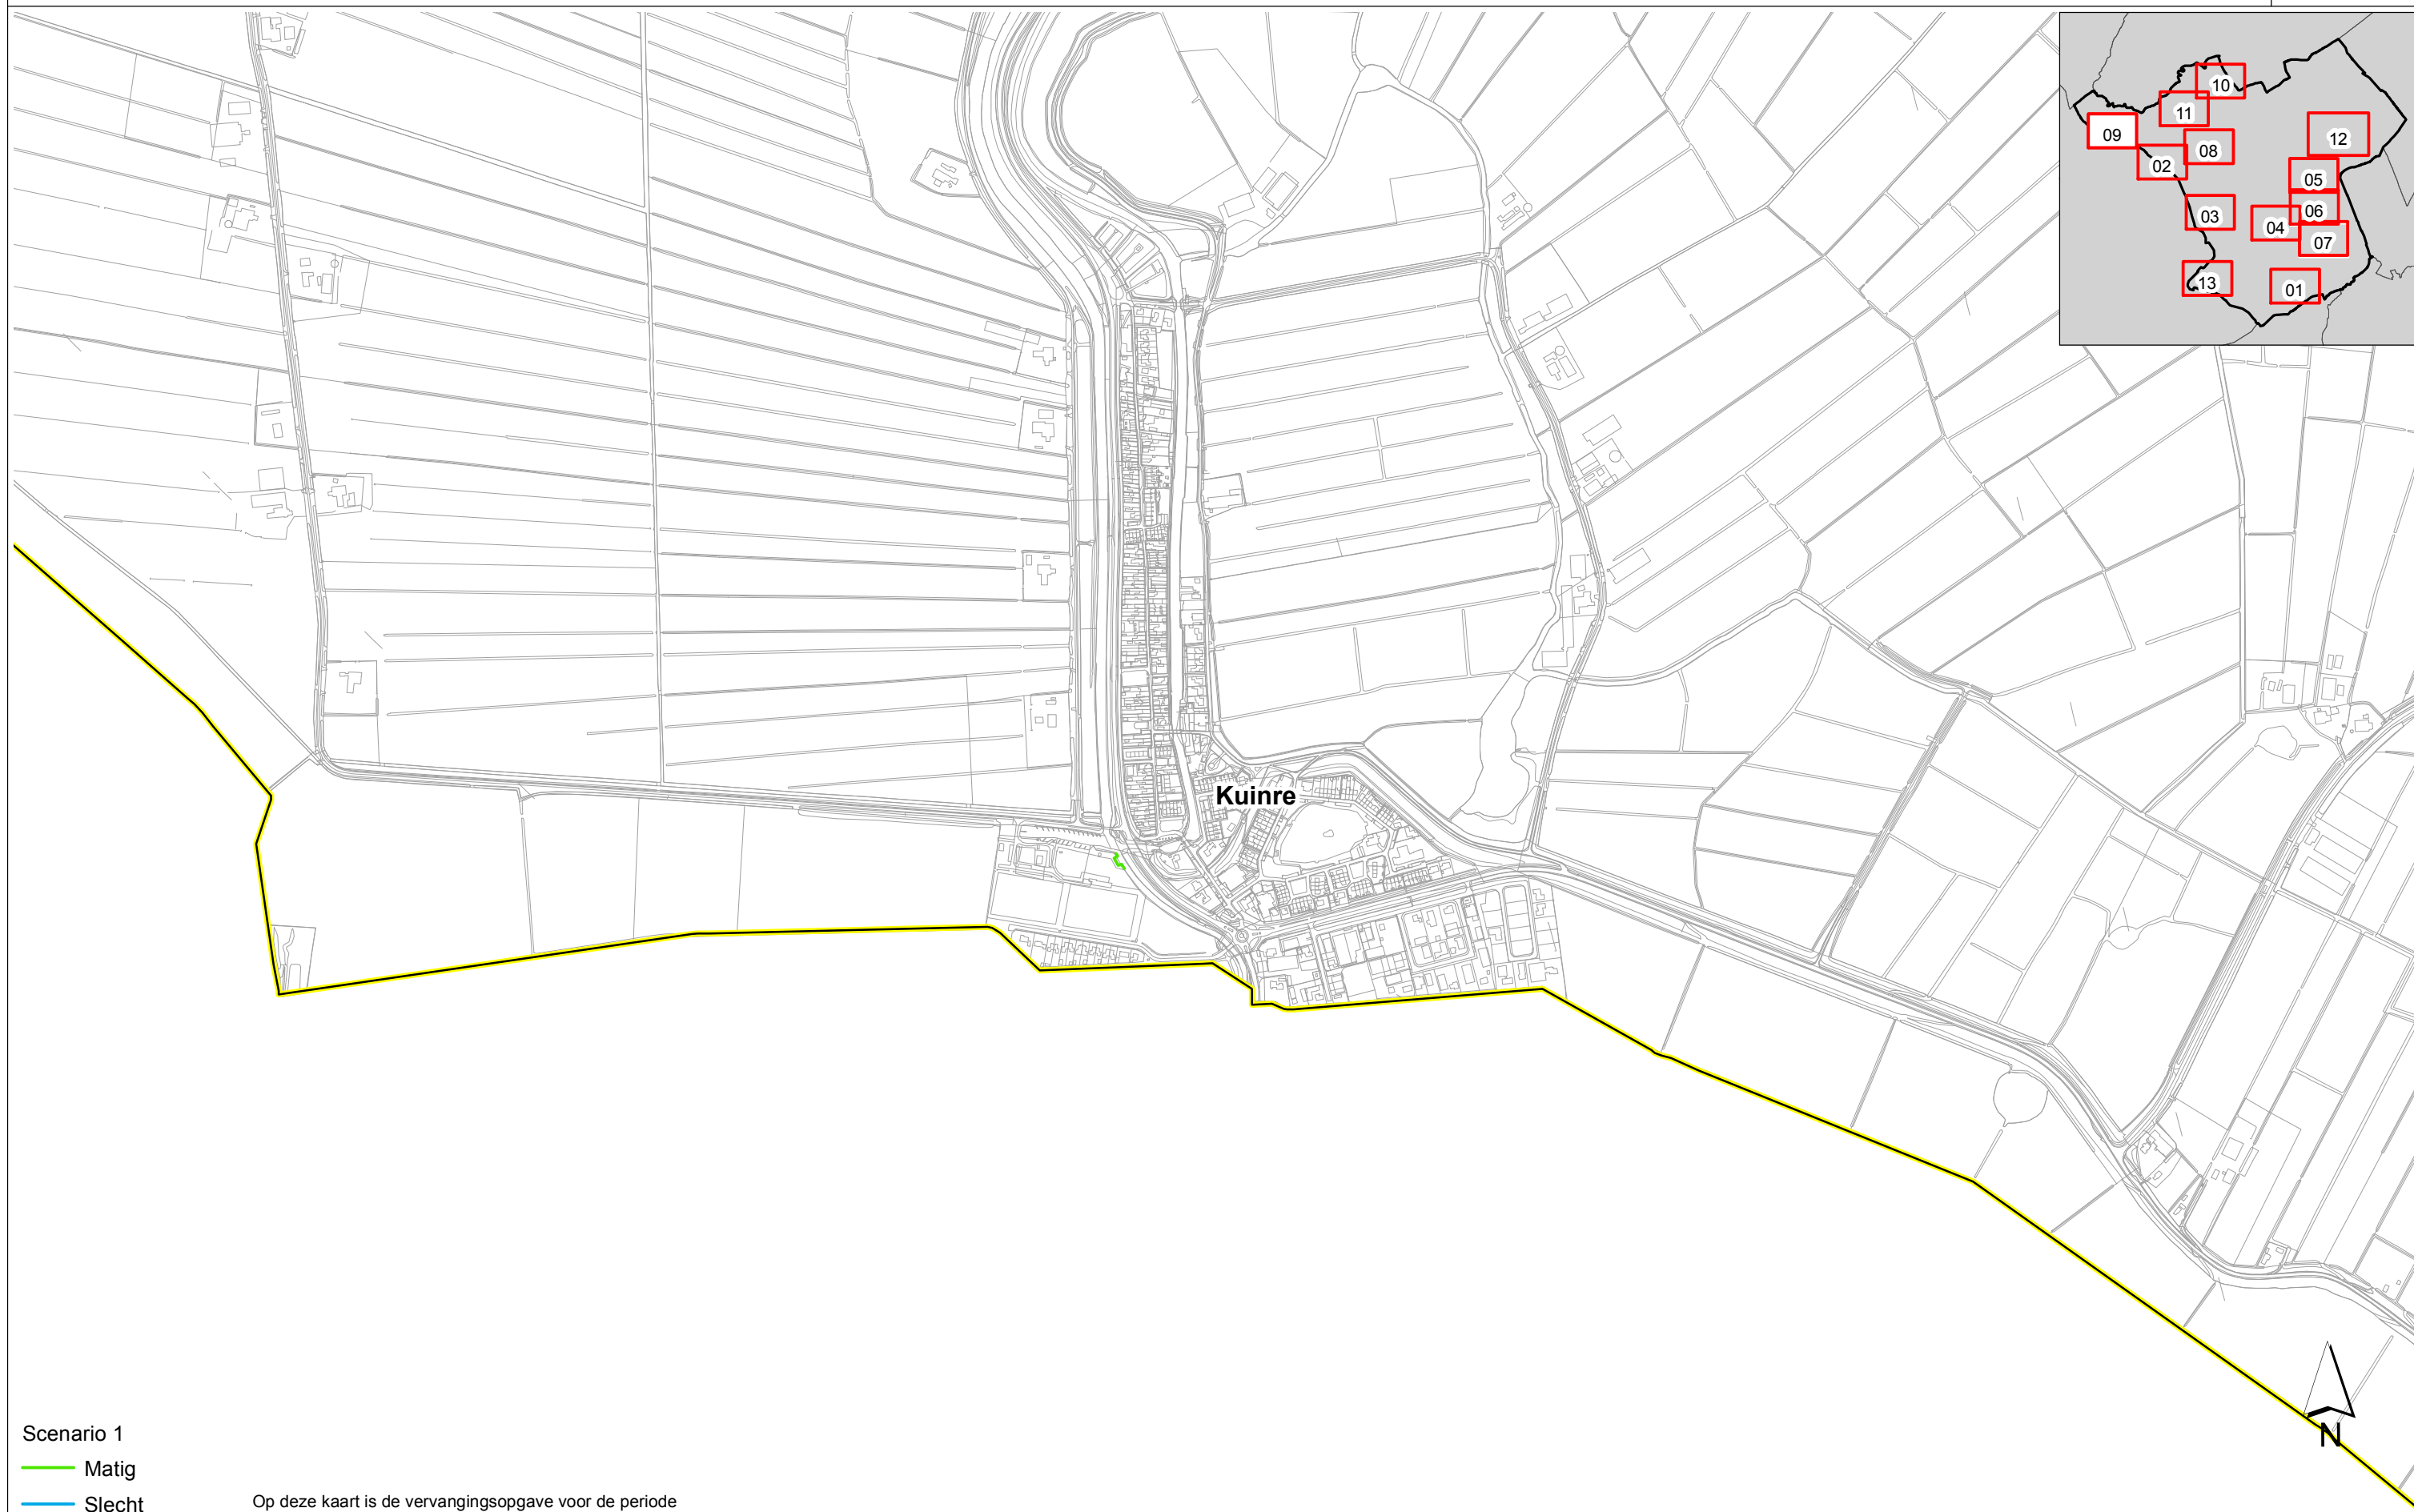 10
11
09
12
08
02
05
03
06
04
07
13
01
Kuinre
N
Scenario 1
Matig
Slecht
Op deze kaart is de vervangingsopgave voor de periode